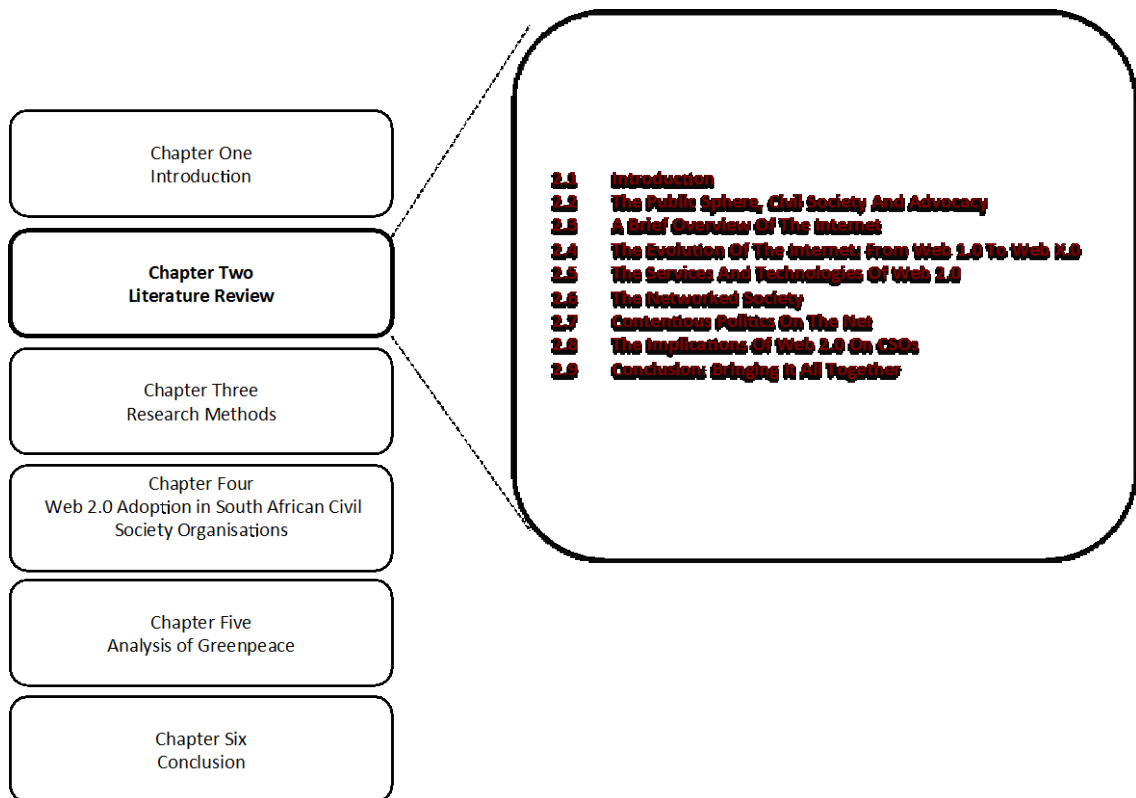 Chapter One
Introduction
Chapter Two
Literature Review
Chapter Three
Research Methods
Chapter Four
Web 2.0 Adoption in South African Civil
Society Organisations
Chapter Five
Analysis of Greenpeace
Chapter Six
Conclusion
2.1 Introduction
2.2 The Public Sphere, Civil Society And Advocacy
2.3 A Brief Overview Of The Internet
2.4 The Evolution Of The Internet: From Web 1.0 To Web X.0
2.5 The Services And Technologies Of Web 2.0
2.6 The Networked Society
2.7 Contentious Politics On The Net
2.8 The Implications Of Web 2.0 On CSOs
2.9 Conclusion: Bringing It All Together